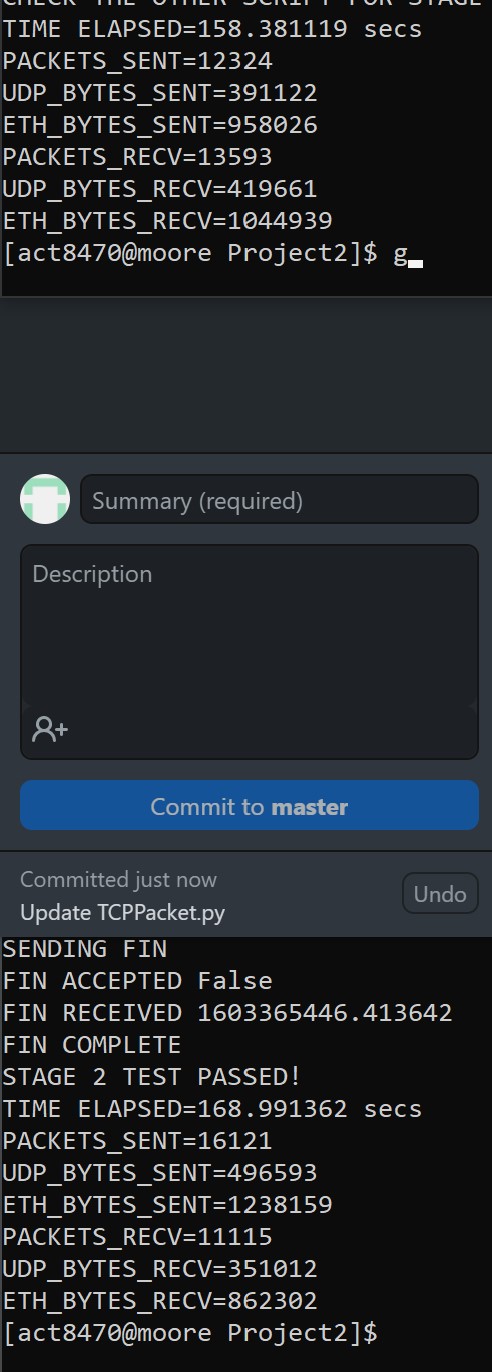 CHECK THE OTHER SCRIPT FOR STAGE
TIME ELAPSED=158.381119 secs
PACKETS_SENT=12324
UDP_BYTES_SENT=391122
ETH_BYTES_SENT=958026
PACKETS_RECV=13593
UDP_BYTES_RECV=419661
ETH_BYTES_RECV=1044939
[act8470@moore Project2]$ g
Summary (required)
Description
Commit to master
Committed just now
Undo
Update TCPPacket.py
SENDING FIN
FIN ACCEPTED False
FIN RECEIVED 1603365446.413642
FIN COMPLETE
STAGE 2 TEST PASSED!
TIME ELAPSED=168.991362 secs
PACKETS_SENT=16121
UDP_BYTES_SENT=496593
ETH_BYTES_SENT=1238159
PACKETS_RECV=11115
UDP_BYTES_RECV=351012
ETH_BYTES_RECV=862302
[act8470@moore Project2]$